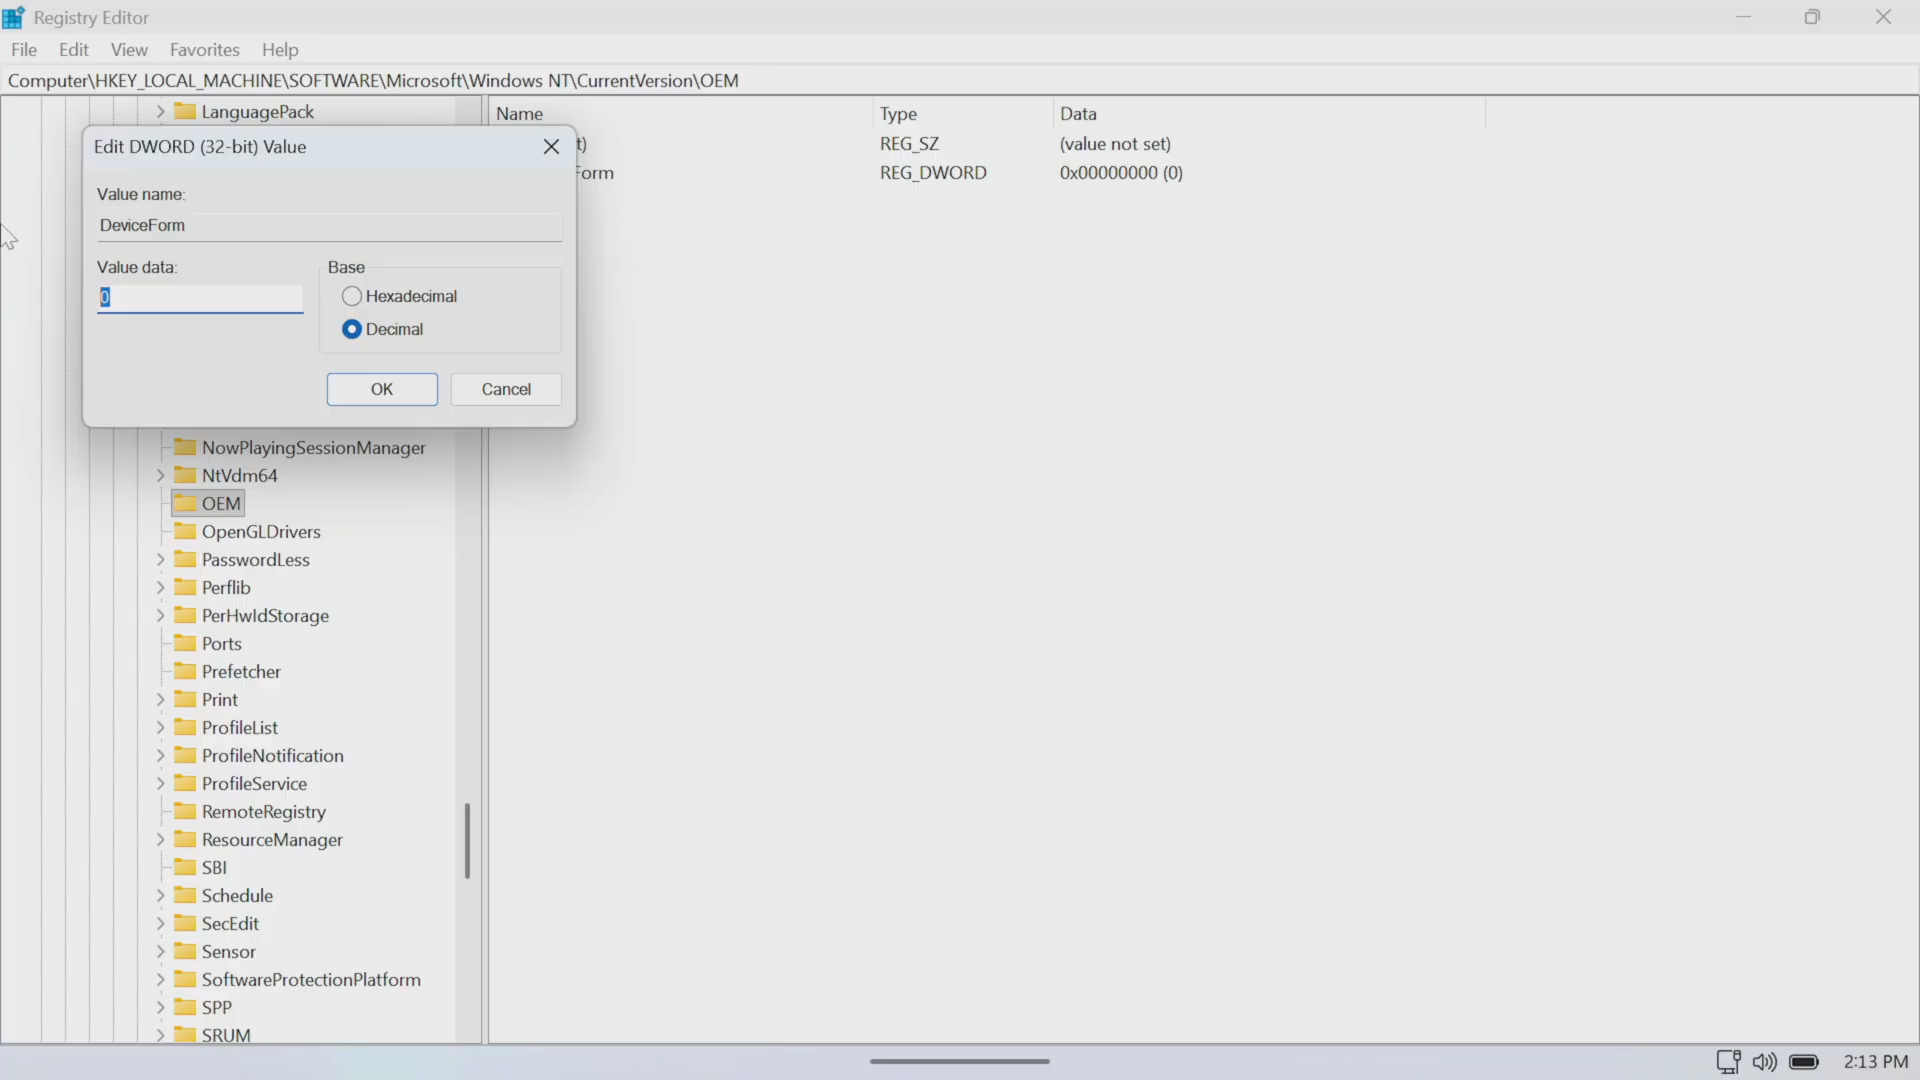 Registry Editor
File Edit View Favorites Help
Computer\HKEY_LOCAL_MACHINE\SOFTWARE\Microsoft\Windows NT\CurrentVersion\OEM
LanguagePack
Name Type Data
t) REG_SZ (value not set)
Form REG_DWORD 0x00000000 (0)
Edit DWORD (32-bit) Value
Value name:
DeviceForm
Value data:
0
Base
Hexadecimal
Decimal
OK Cancel
NowPlayingSessionManager
NtVdm64
OEM
OpenGLDrivers
PasswordLess
Perflib
PerHwIdStorage
Ports
Prefetcher
Print
ProfileList
ProfileNotification
ProfileService
RemoteRegistry
ResourceManager
SBI
Schedule
SecEdit
Sensor
SoftwareProtectionPlatform
SPP
SRUM
2:13 PM